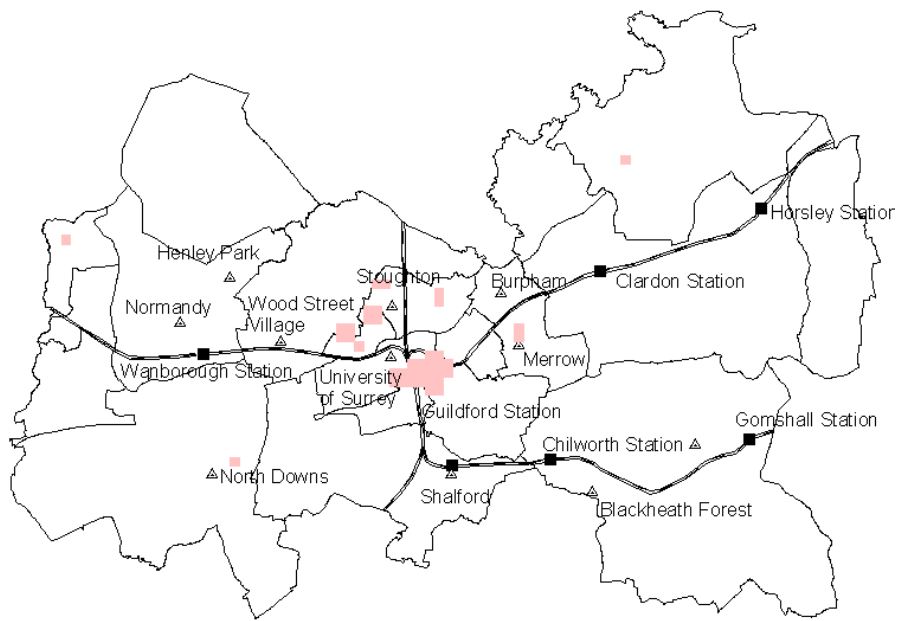 Horsley Station
Henley Park
Stoughton
Burpham
Clardon Station
Normandy
Wood Street
Village
Merrow
Wanborough Station
University
of Surrey
Guildford Station
Gomshall Station
Chilworth Station
North Downs
Shalford
Blackheath Forest